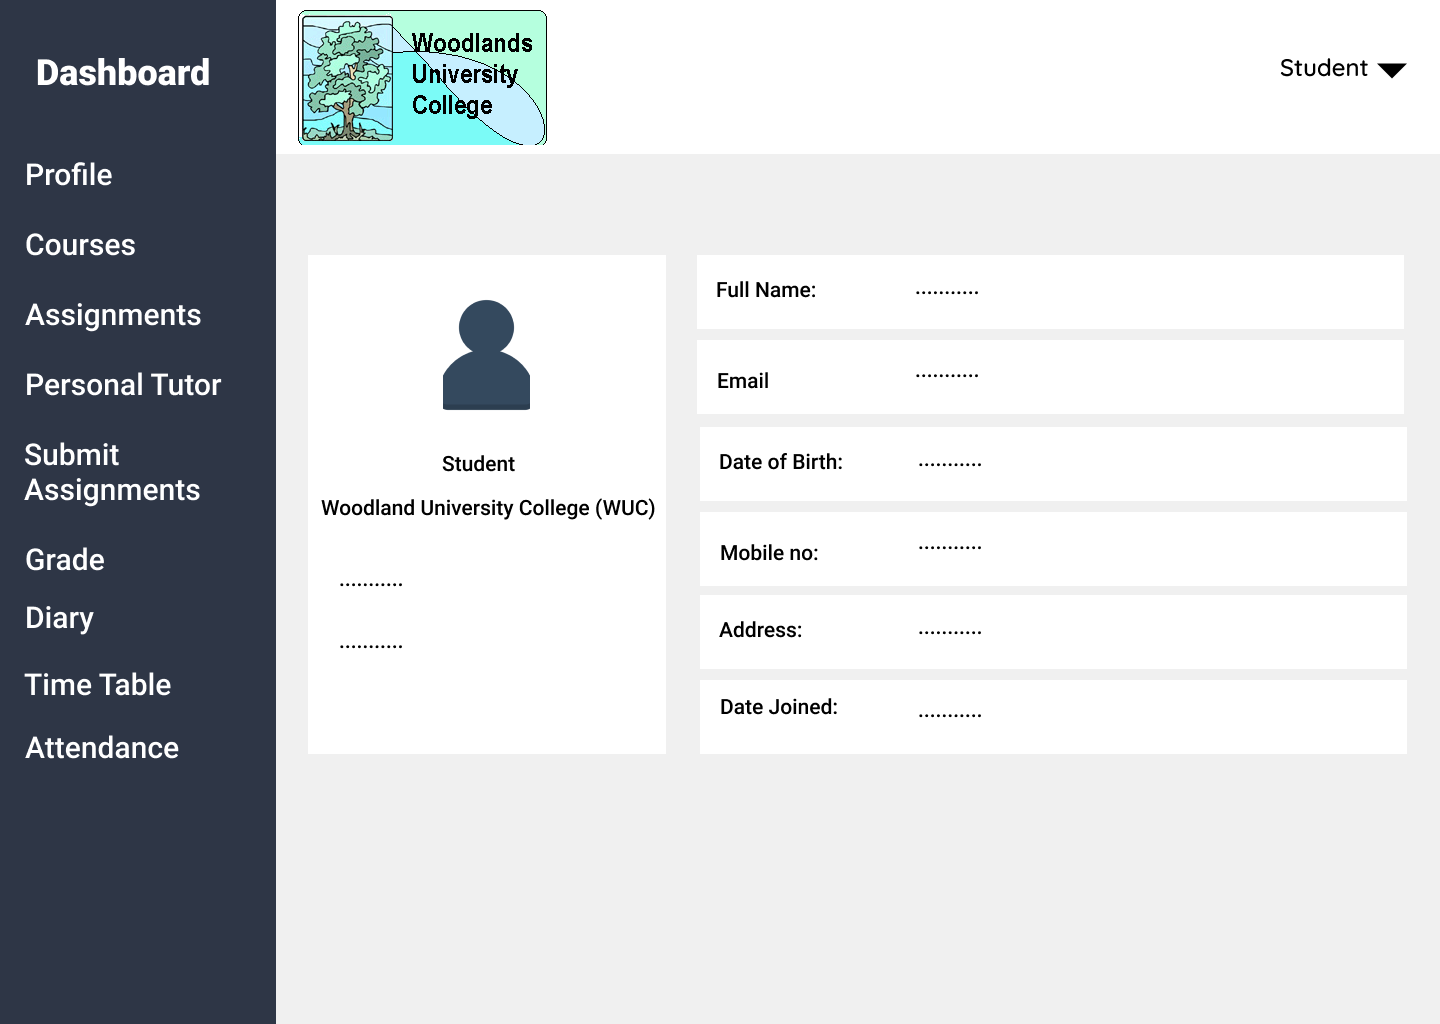 Dashboard
Profile
Courses
Assignments
Personal Tutor
Submit
Assignments
Grade
Diary
Time Table
Attendance
Woodlands
University
College
Student
Student
Woodland University College (WUC)
...........
...........
Full Name: ...........
Email ...........
Date of Birth: ...........
Mobile no: ...........
Address: ...........
Date Joined: ...........